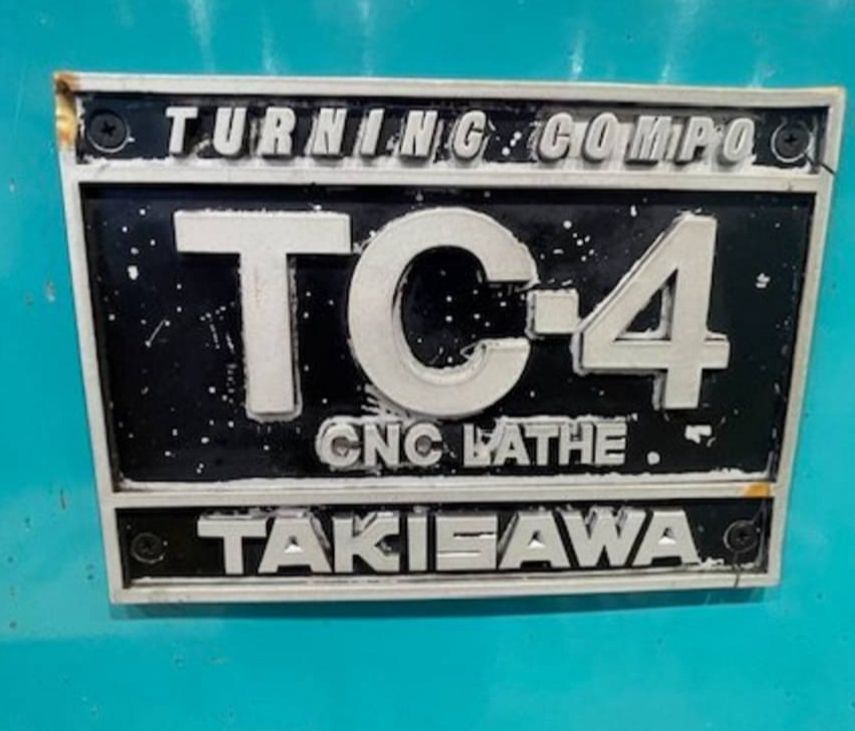 TURNING COMPO
TC-4
CNC LATHE
TAKISAWA